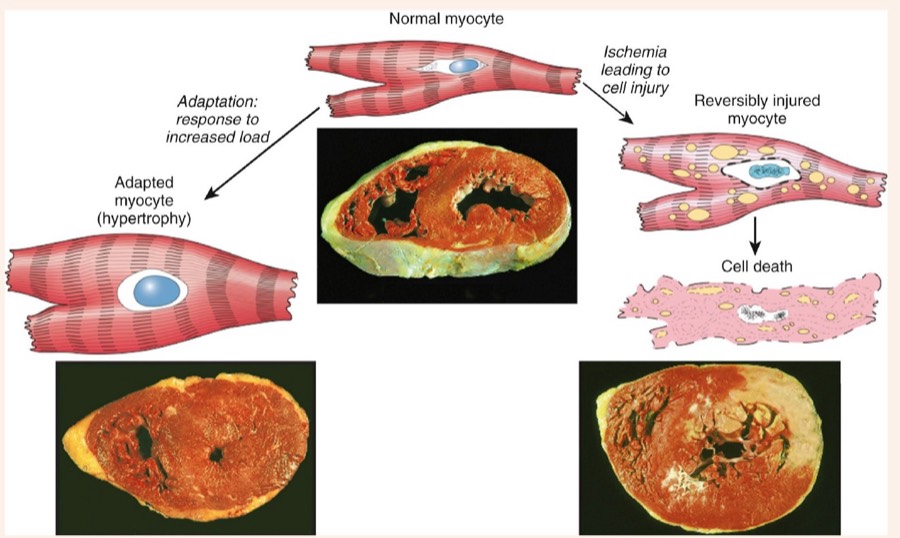 Normal myocyte
Adaptation:
response to
increased load
Ischemia
leading to
cell injury
Reversibly injured
myocyte
Adapted
myocyte
(hypertrophy)
Cell death